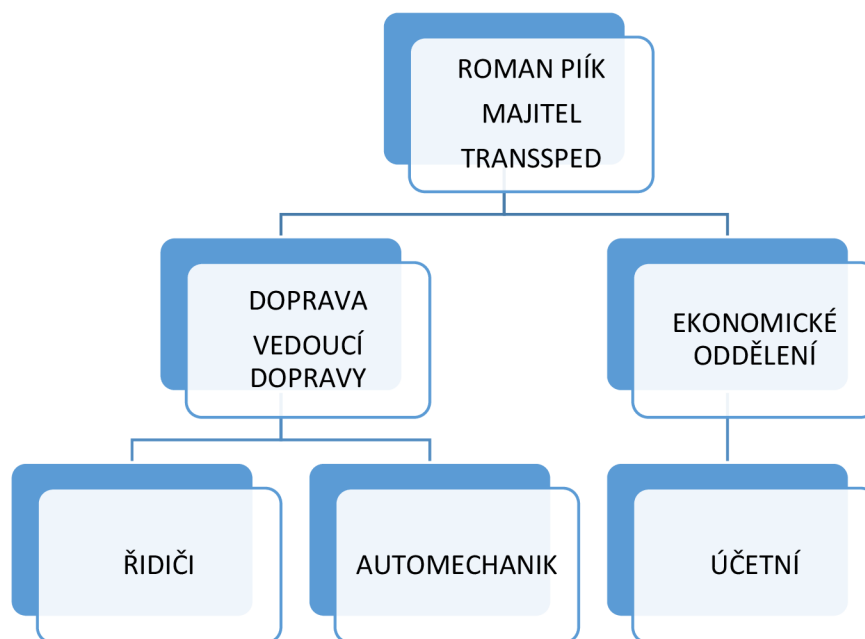 ROMAN PIÍK
MAJITEL
TRANSSPED
DOPRAVA
VEDOUCÍ
DOPRAVY
EKONOMICKÉ
ODDĚLENÍ
ŘIDIČI
AUTOMECHANIK
ÚČETNÍ